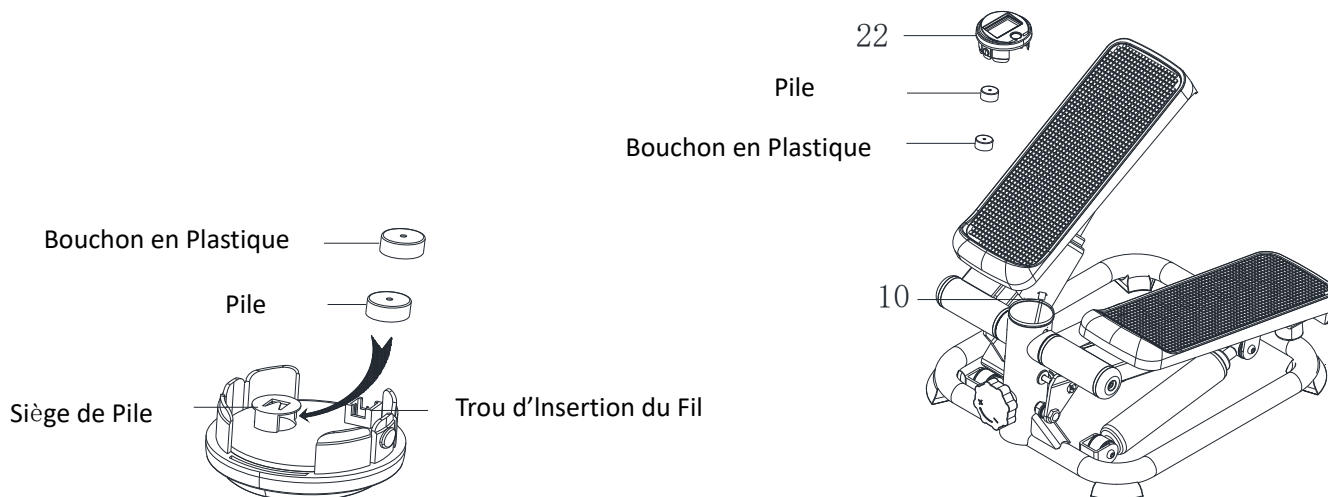 22
Pile
Bouchon en Plastique
10
Bouchon en Plastique
Pile
Siège de Pile
Trou d’Insertion du Fil